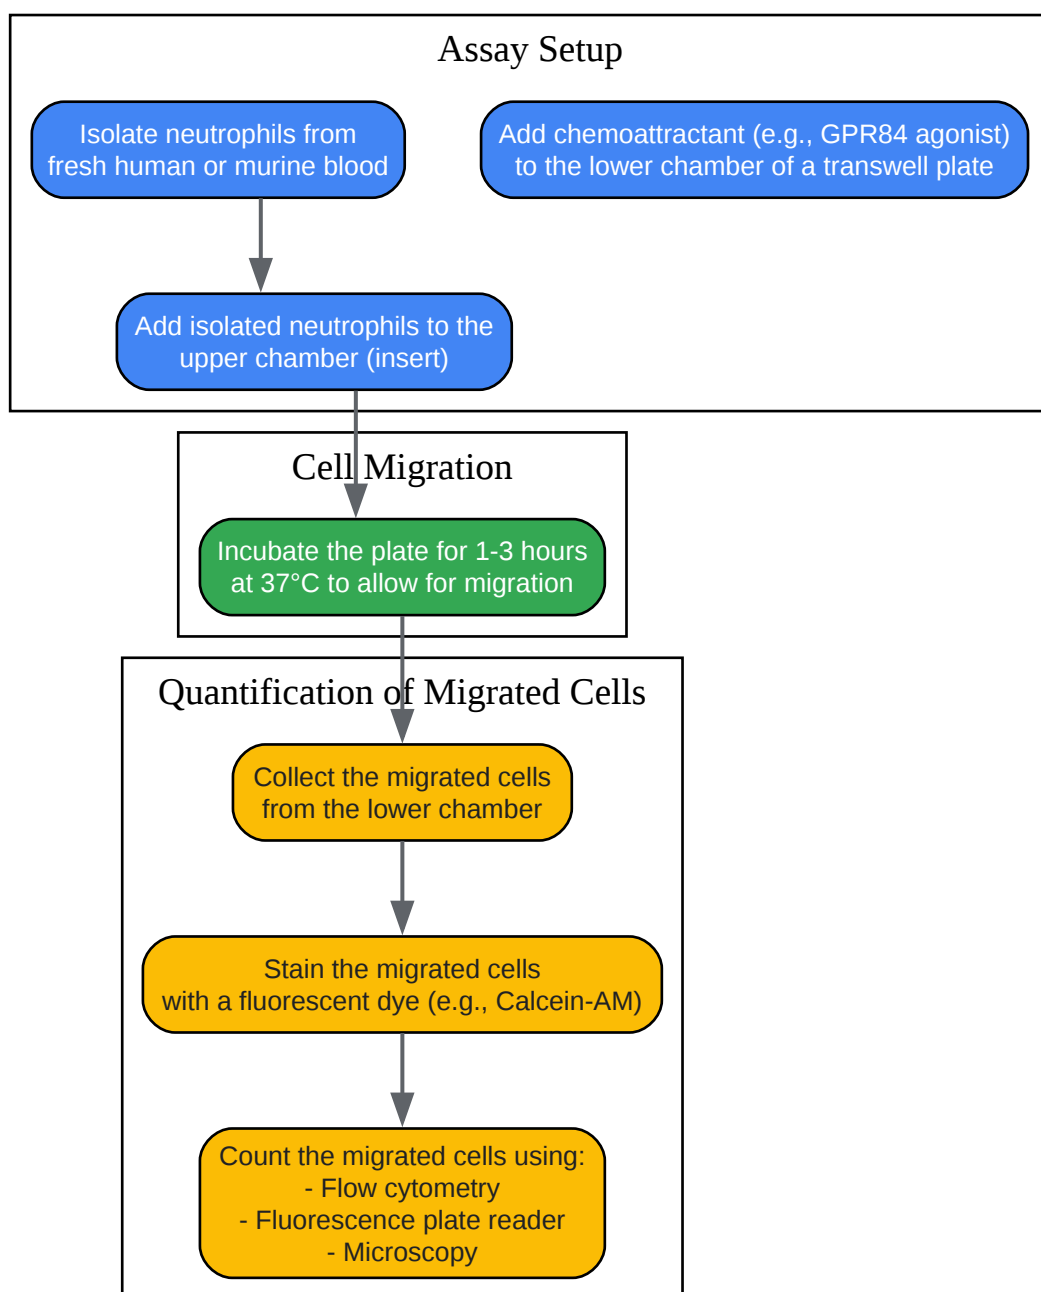 Assay Setup
Isolate neutrophils from
fresh human or murine blood
Add chemoattractant (e.g., GPR84 agonist)
to the lower chamber of a transwell plate
Add isolated neutrophils to the
upper chamber (insert)
Cell Migration
Incubate the plate for 1-3 hours
at 37°C to allow for migration
Quantification of Migrated Cells
Collect the migrated cells
from the lower chamber
Stain the migrated cells
with a fluorescent dye (e.g., Calcein-AM)
Count the migrated cells using:
- Flow cytometry
- Fluorescence plate reader
- Microscopy